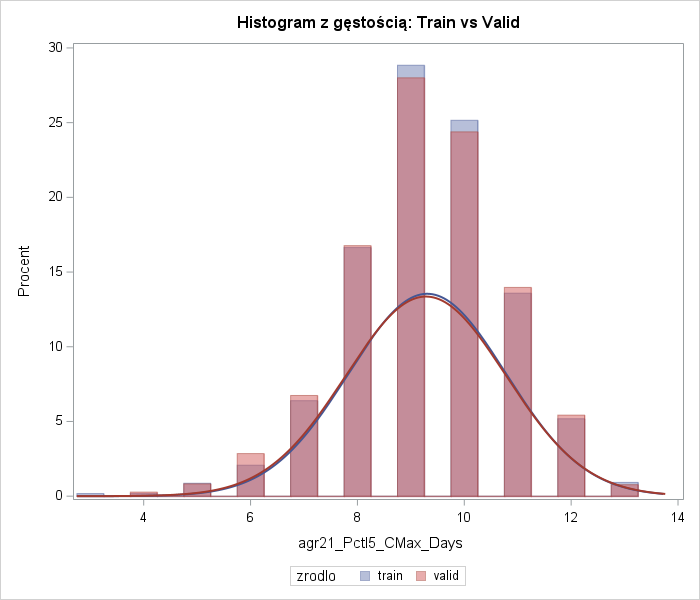 Histogram z gęstością: Train vs Valid
30
25
20
15
10
5
0
Procent
4 6 8 10 12 14
agr21_Pctl5_CMax_Days
zrodlo train valid